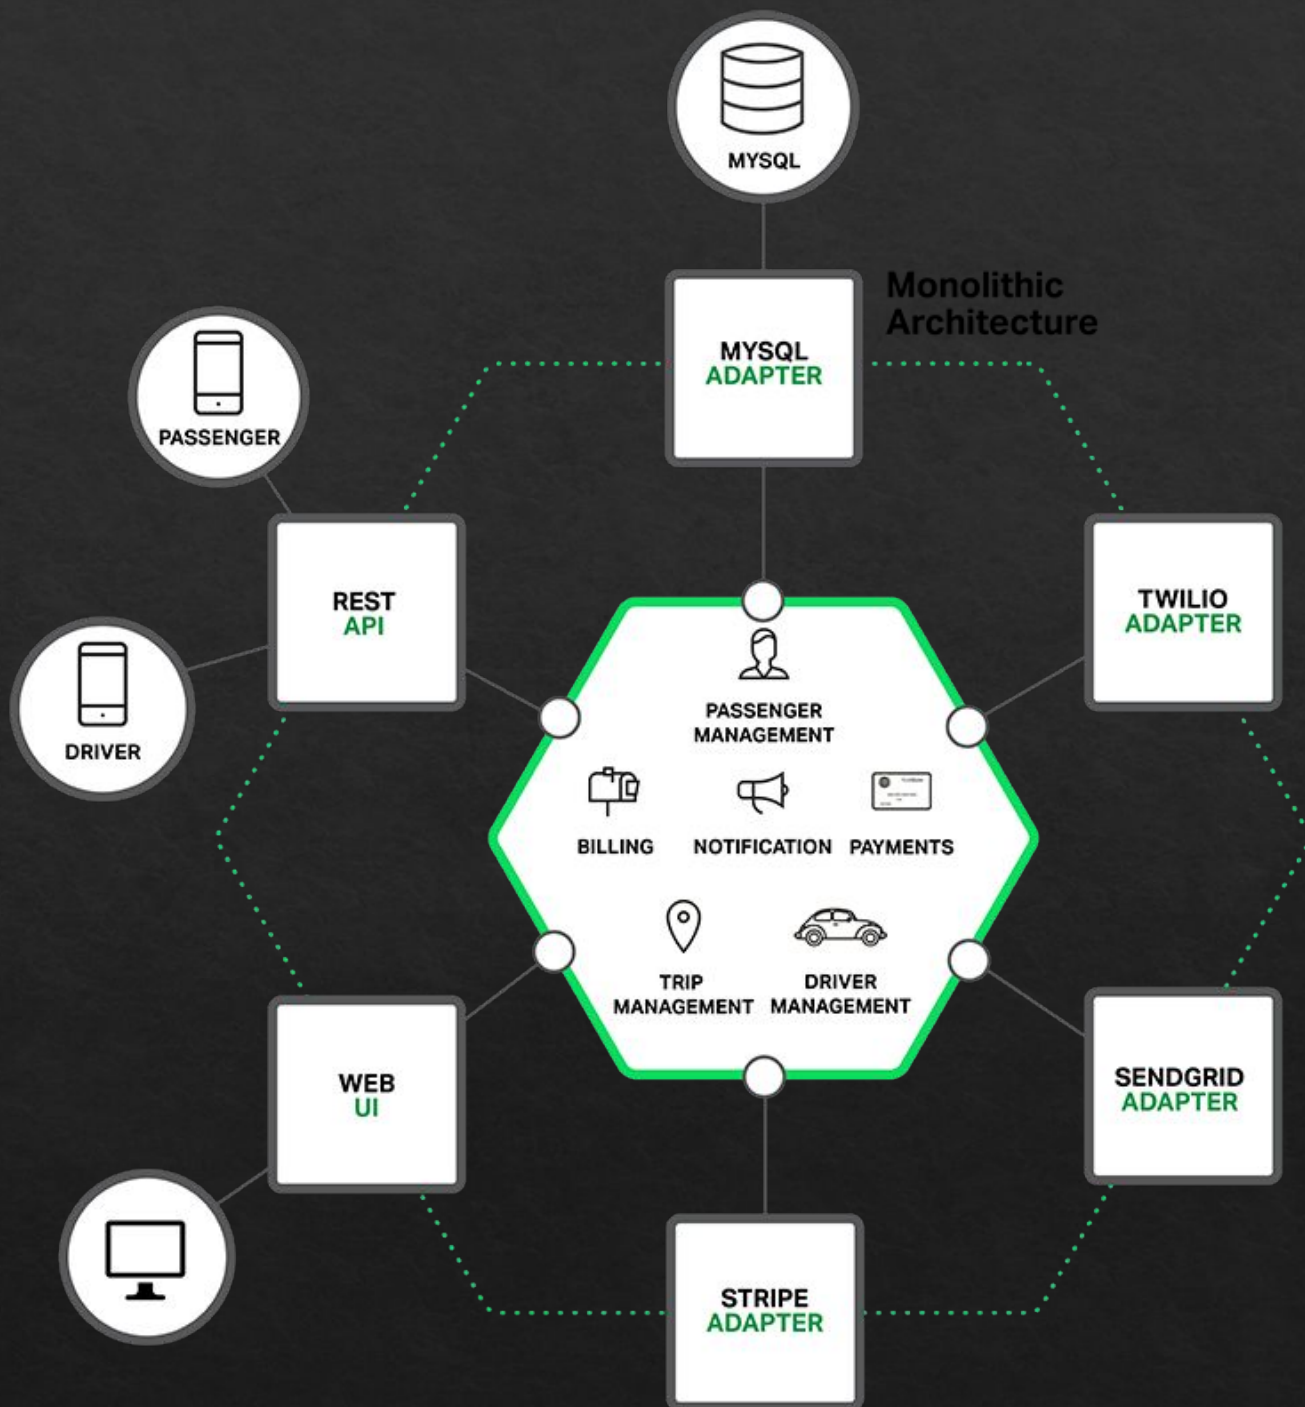 MYSQL
Monolithic
Architecture
MYSQL
ADAPTER
PASSENGER
REST
API
TWILIO
ADAPTER
DRIVER
PASSENGER
MANAGEMENT
BILLING
NOTIFICATION
PAYMENTS
TRIP
MANAGEMENT
DRIVER
MANAGEMENT
WEB
UI
SENDGRID
ADAPTER
STRIPE
ADAPTER